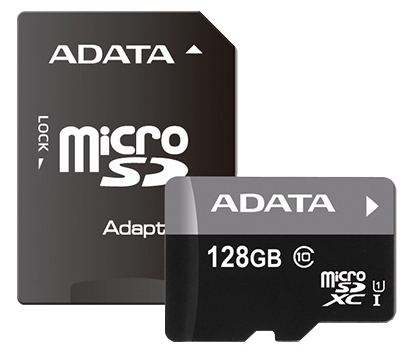 ADATA
LOCK
micro
SD
Adapt
ADATA
128GB 10
micro
SD
XC I 1